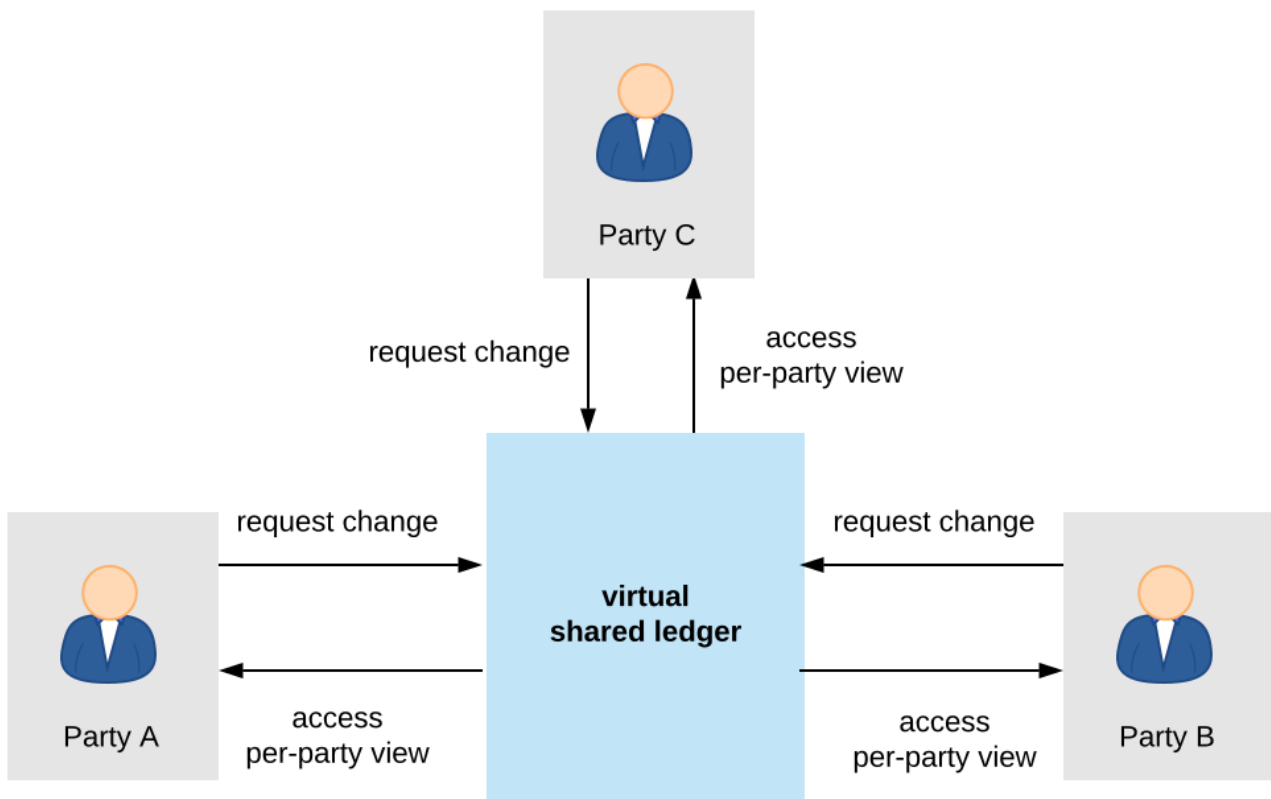 Party C
request change
access
per-party view
request change
request change
virtual
shared ledger
Party A
access
per-party view
access
per-party view
Party B